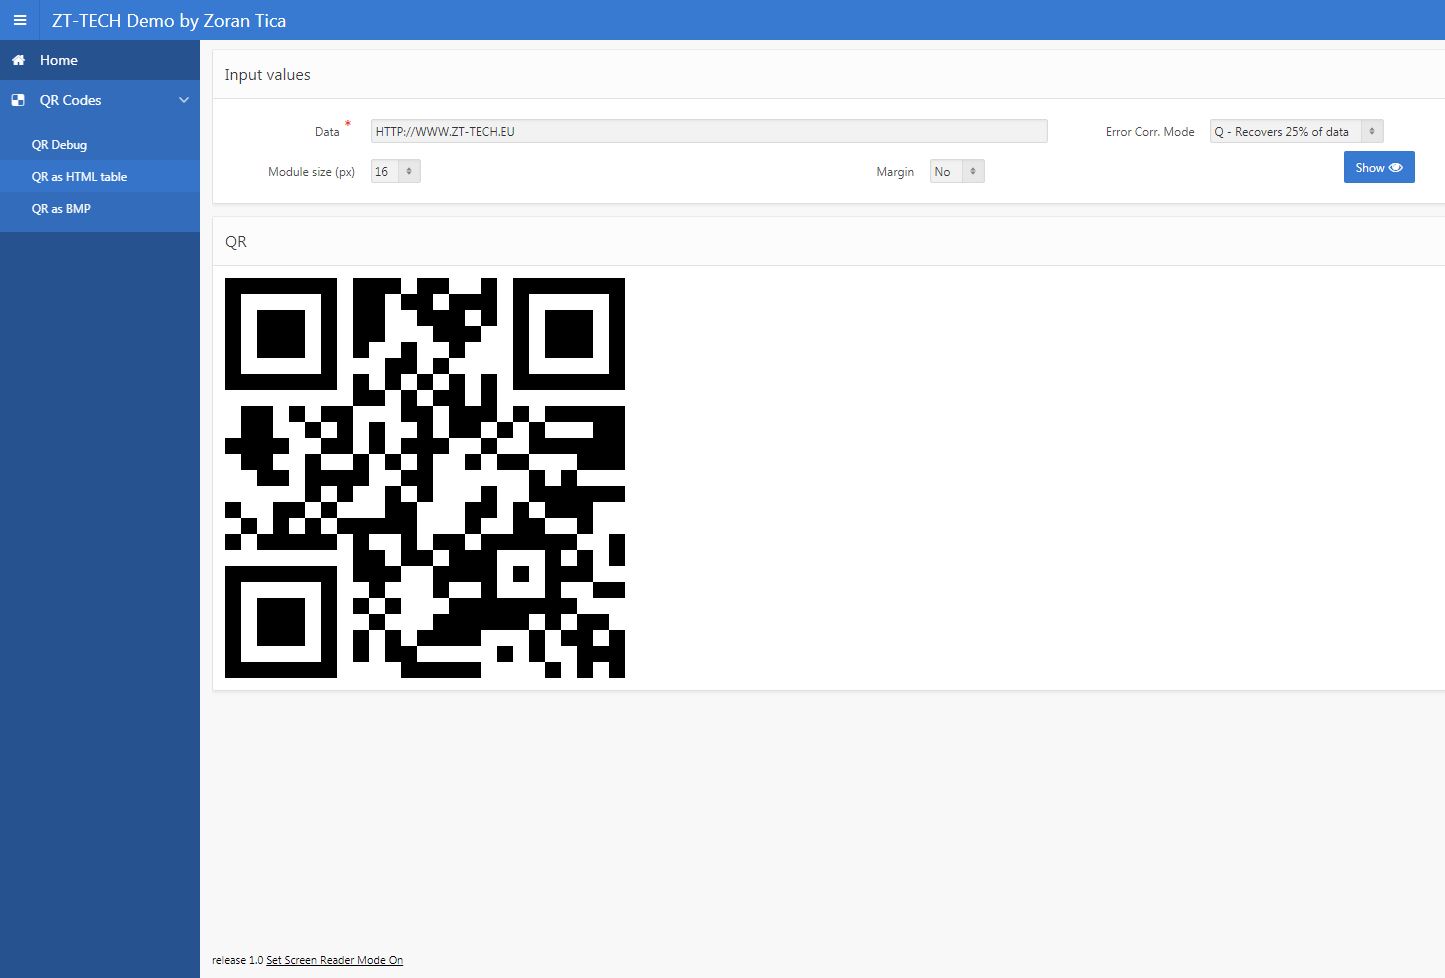 ZT-TECH Demo by Zoran Tica
Home
QR Codes
QR Debug
QR as HTML table
QR as BMP
Input values
Data * HTTP://WWW.ZT-TECH.EU Error Corr. Mode Q - Recovers 25% of data
Module size (px) 16 Margin No Show
QR
release 1.0 Set Screen Reader Mode On